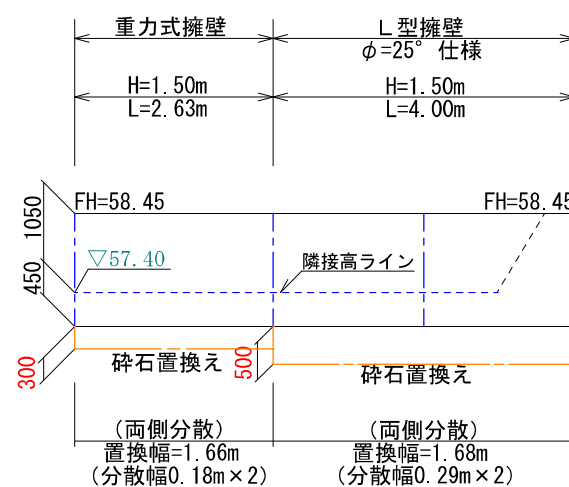 重力式擁壁
L型擁壁
φ=25° 仕様
H=1.50m
L=2.63m
H=1.50m
L=4.00m
FH=58.45
FH=58.45
1050
▽57.40
隣接高ライン
450
300
砕石置換え
500
砕石置換え
(両側分散)
置換幅=1.66m
(分散幅0.18m×2)
(両側分散)
置換幅=1.68m
(分散幅0.29m×2)